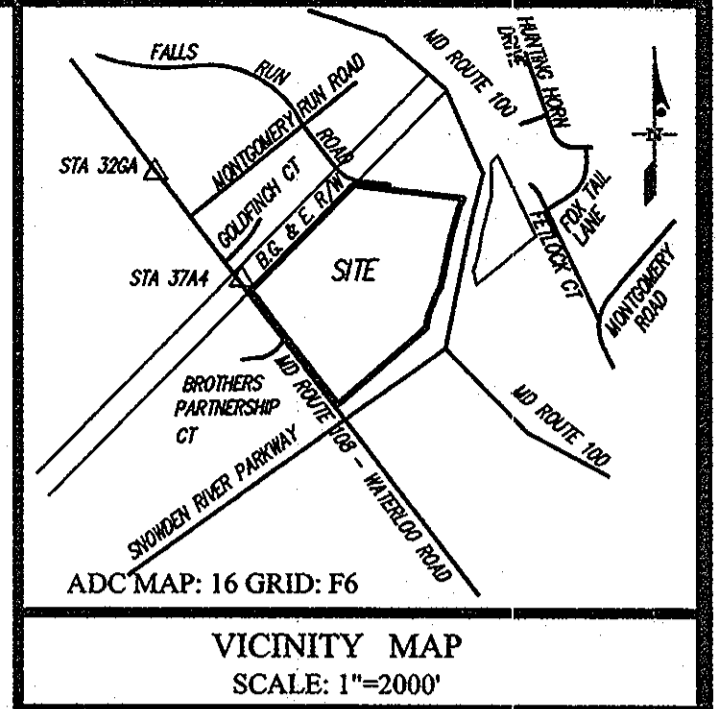 FALLS
RUN
ROAD
MONTGOMERY RUN ROAD
MD ROUTE 100
HUNTING HORN
DRIVE
N
STA 32GA
GOLDFINCH CT
B.G. & E. R/W
FOX TAIL
LANE
FETLOCK CT
MONTGOMERY
ROAD
STA 37A4
SITE
BROTHERS
PARTNERSHIP
CT
MD ROUTE 108 - WATERLOO ROAD
MD ROUTE 100
SNOWDEN RIVER PARKWAY
ADC MAP: 16 GRID: F6
VICINITY MAP
SCALE: 1"=2000'